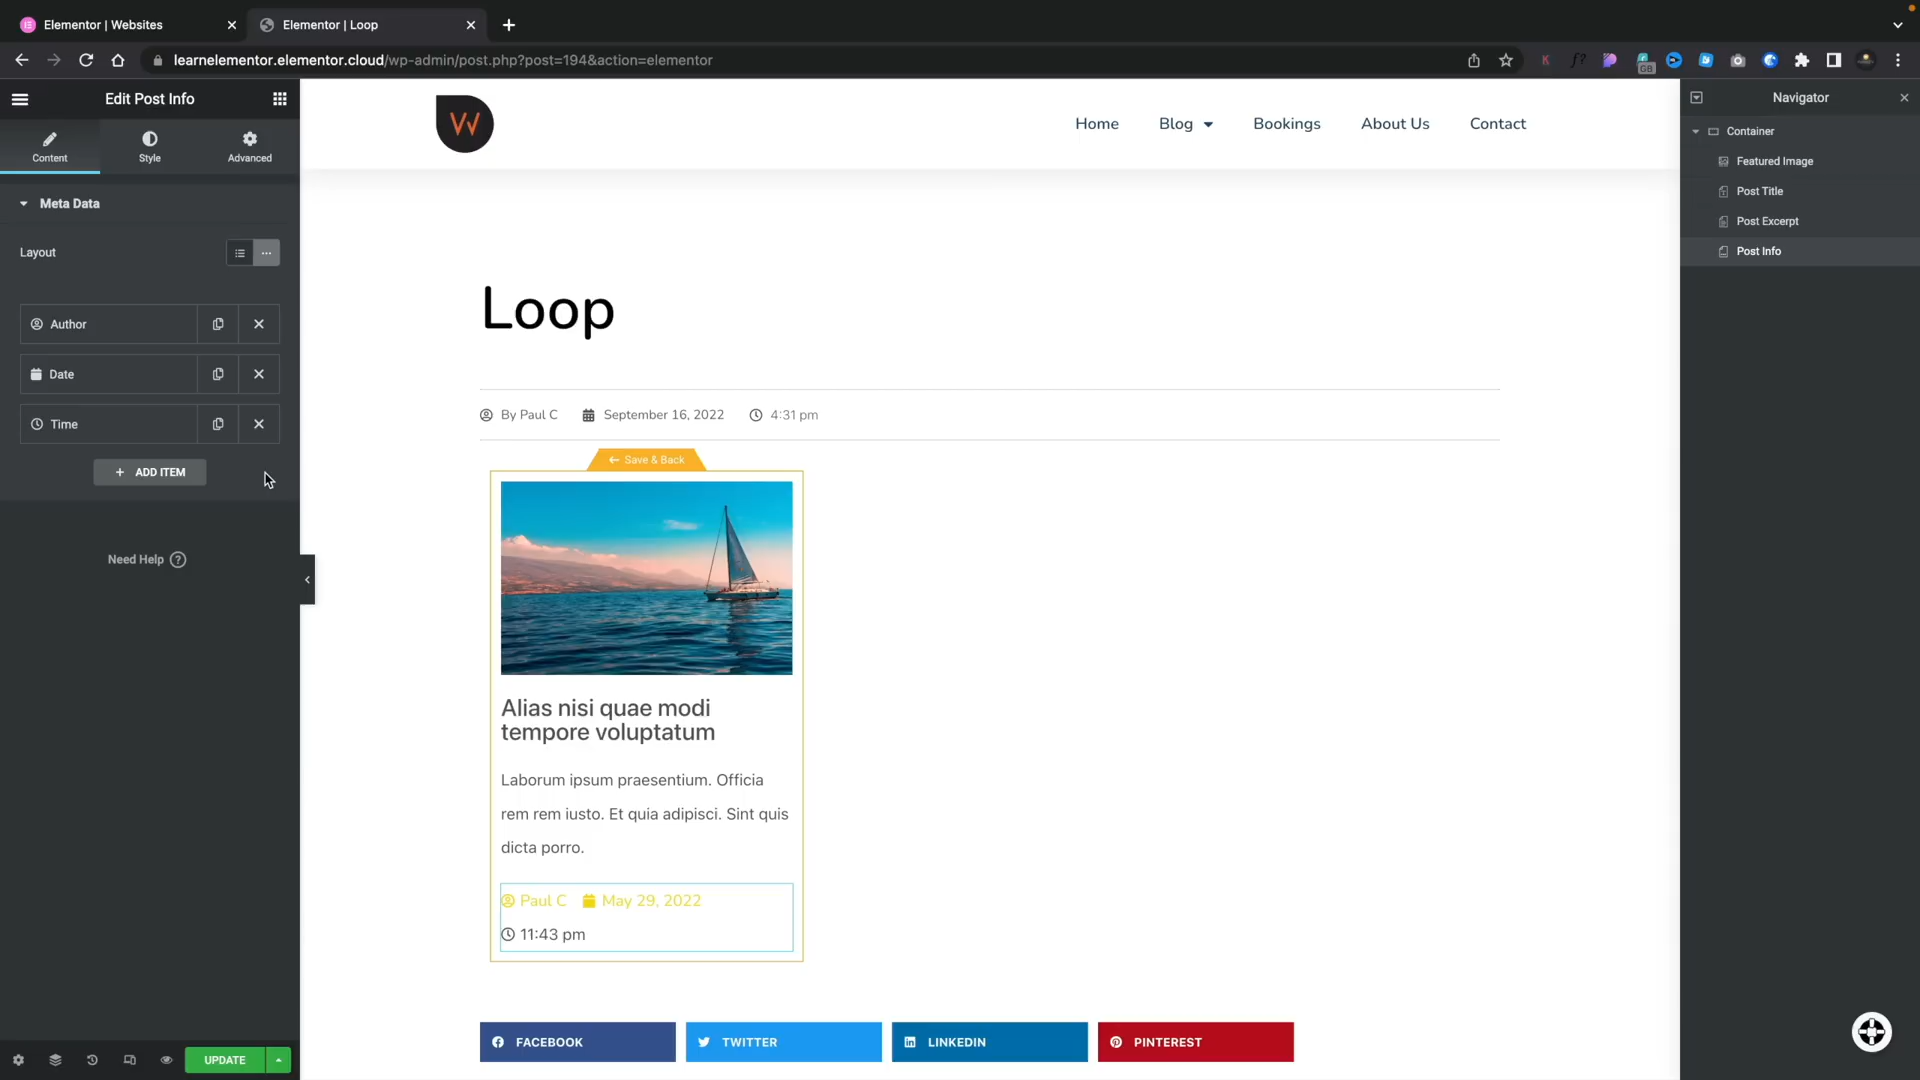 Elementor | Websites
Elementor | Loop
learnelementor.elementor.cloud/wp-admin/post.php?post=194&action=elementor
Edit Post Info
Content
Style
Advanced
Meta Data
Layout
Author
Date
Time
+ ADD ITEM
Need Help ?
UPDATE
W
Home
Blog
Bookings
About Us
Contact
Loop
By Paul C
September 16, 2022
4:31 pm
Save & Back
Alias nisi quae modi
tempore voluptatum
Laborum ipsum praesentium. Officia
rem rem iusto. Et quia adipisci. Sint quis
dicta porro.
Paul C
May 29, 2022
11:43 pm
FACEBOOK
TWITTER
LINKEDIN
PINTEREST
Navigator
Container
Featured Image
Post Title
Post Excerpt
Post Info